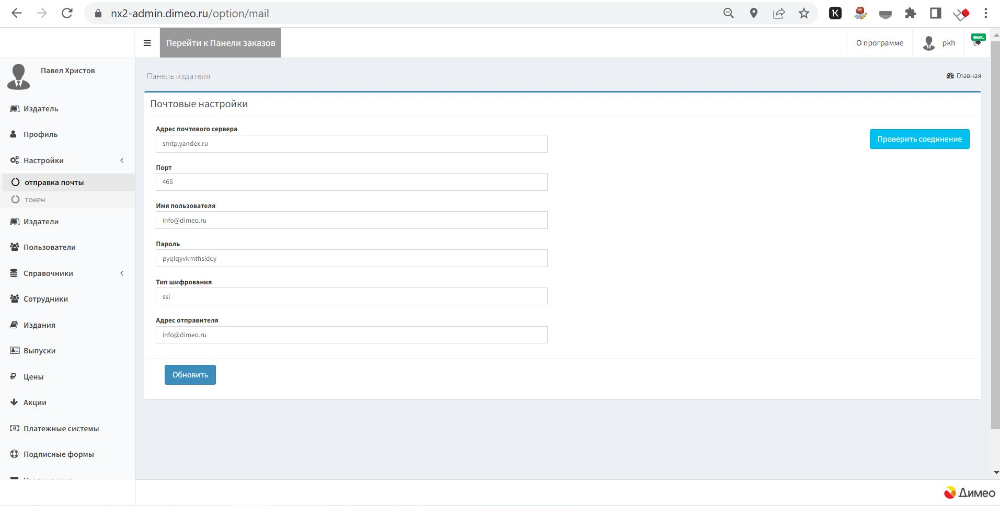 nx2-admin.dimeo.ru/option/mail
Перейти к Панели заказов
О программе
pkh
вых.
Павел Христов
Издатель
Профиль
Настройки
отправка почты
токен
Издатели
Пользователи
Справочники
Сотрудники
Издания
Выпуски
Цены
Акции
Платежные системы
Подписные формы
Панель издателя
Главная
Почтовые настройки
Адрес почтового сервера
smtp.yandex.ru
Проверить соединение
Порт
465
Имя пользователя
info@dimeo.ru
Пароль
pyqlqyvkmthsidcy
Тип шифрования
ssl
Адрес отправителя
info@dimeo.ru
Обновить
Димео